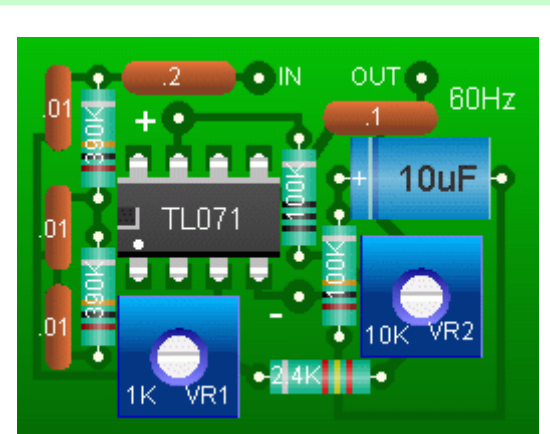 .2
IN
OUT
.01
390K
+
.1
60Hz
100K
+
10uF
TL071
.01
390K
100K
-
.01
10K
VR2
1K
VR1
2.4K